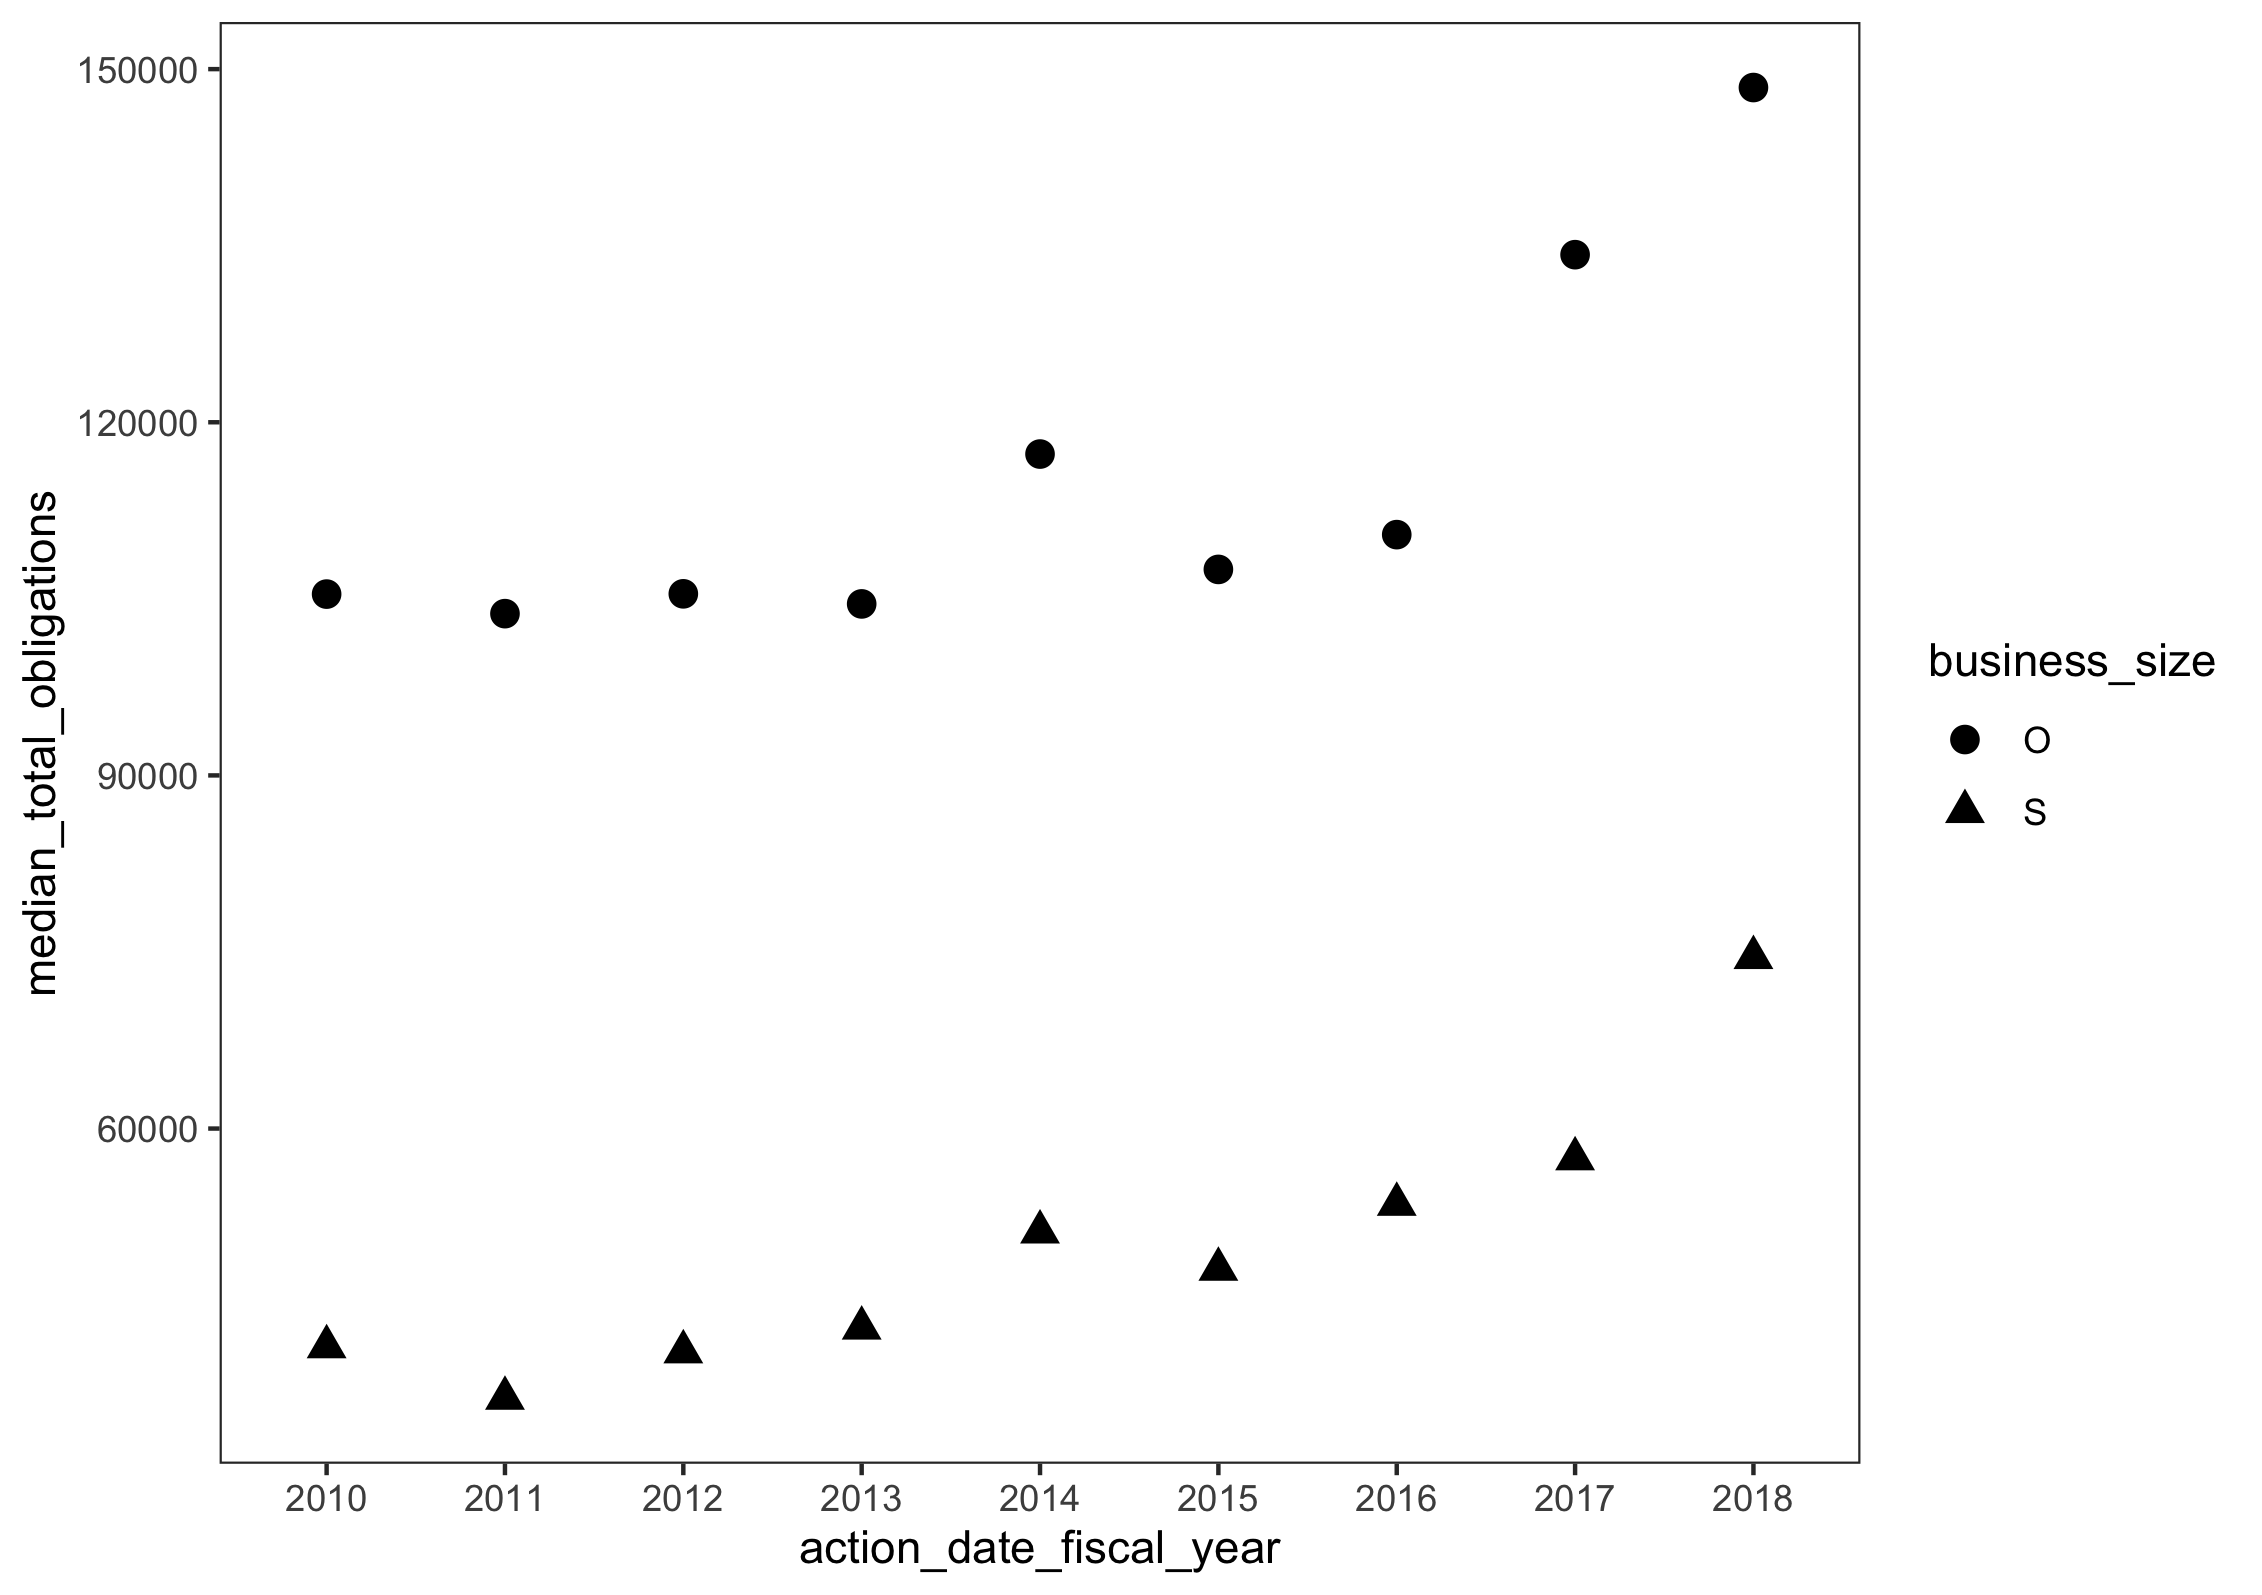 median_total_obligations
150000
120000
90000
60000
2010 2011 2012 2013 2014 2015 2016 2017 2018
action_date_fiscal_year
business_size
O
S